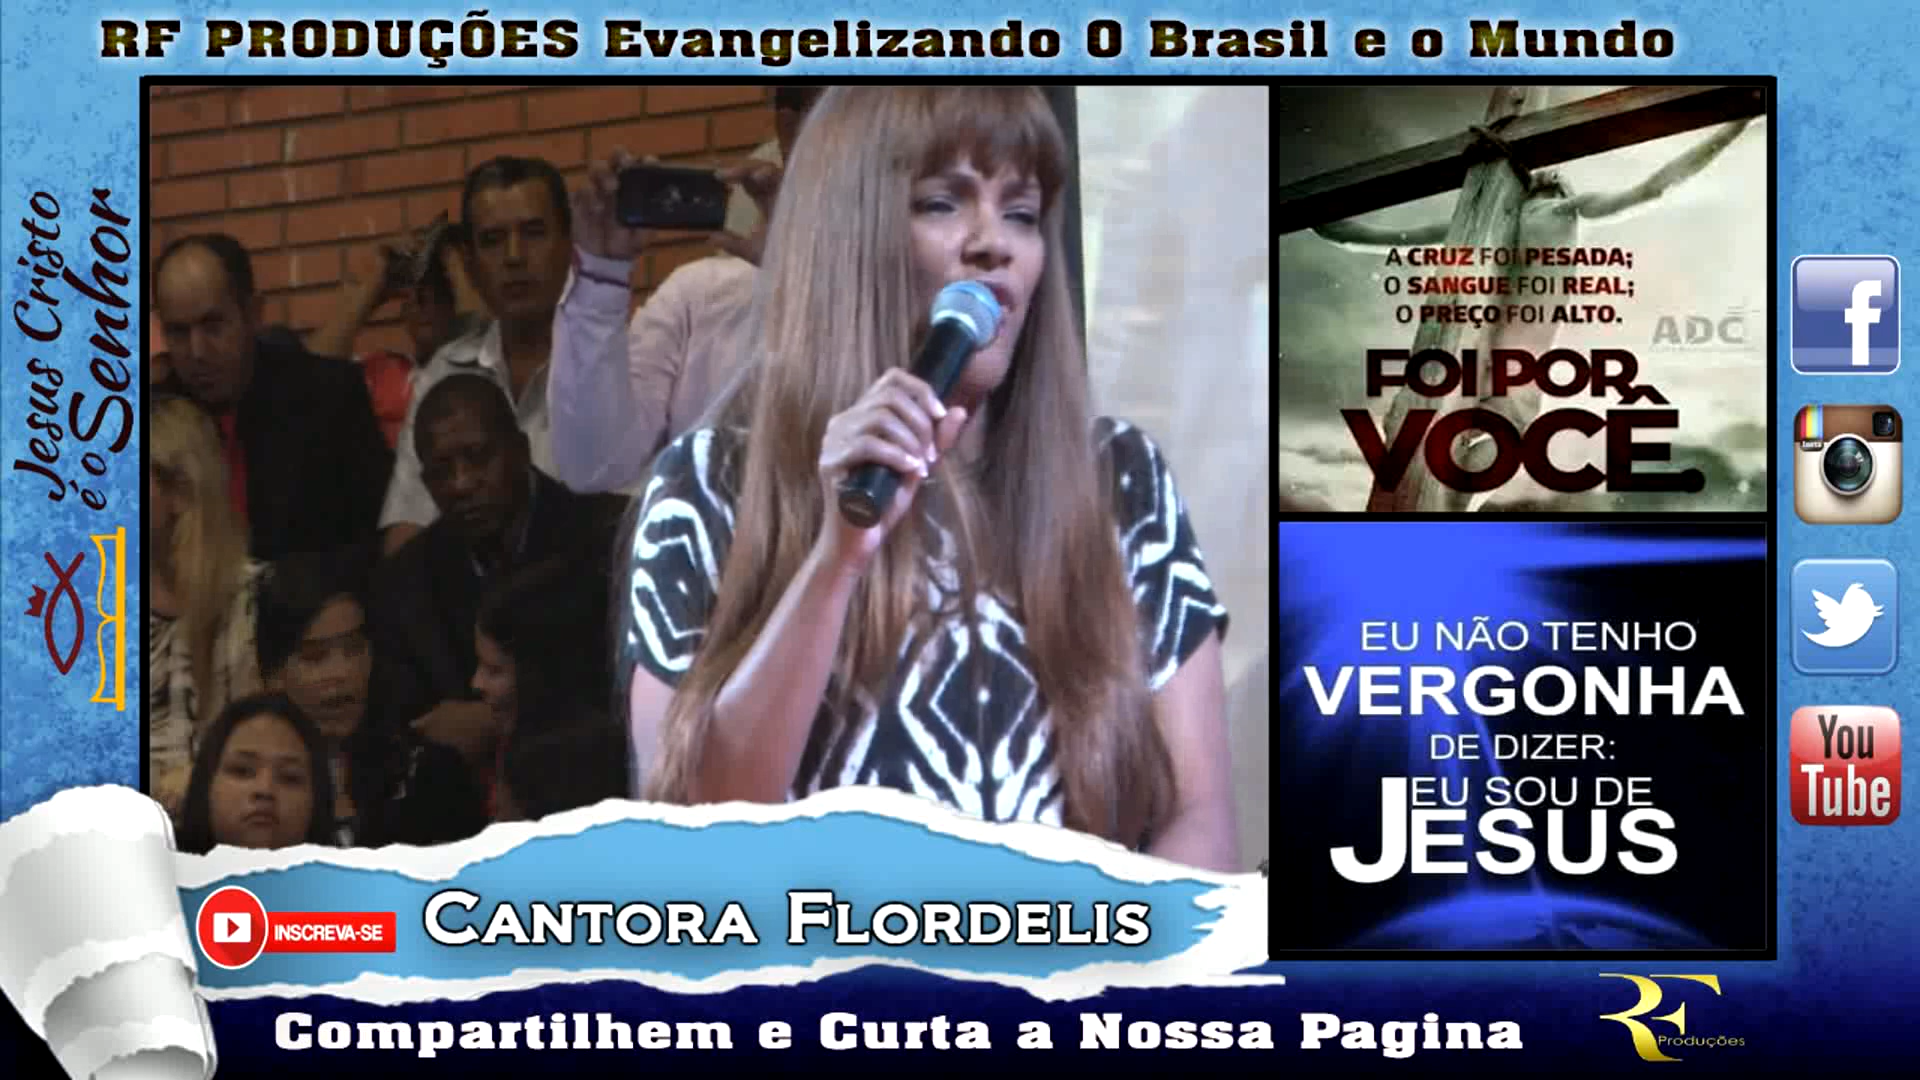 RF PRODUÇÕES Evangelizando O Brasil e o Mundo
Jesus Cristo
é o Senhor
A CRUZ FOI PESADA;
O SANGUE FOI REAL;
O PREÇO FOI ALTO.
ADC
FOI POR
VOCÊ
EU NÃO TENHO
VERGONHA
DE DIZER:
EU SOU DE
JESUS
f
Insta
You
Tube
INSCREVA-SE
CANTORA FLORDELIS
Compartilhem e Curta a Nossa Pagina
RF
Produções